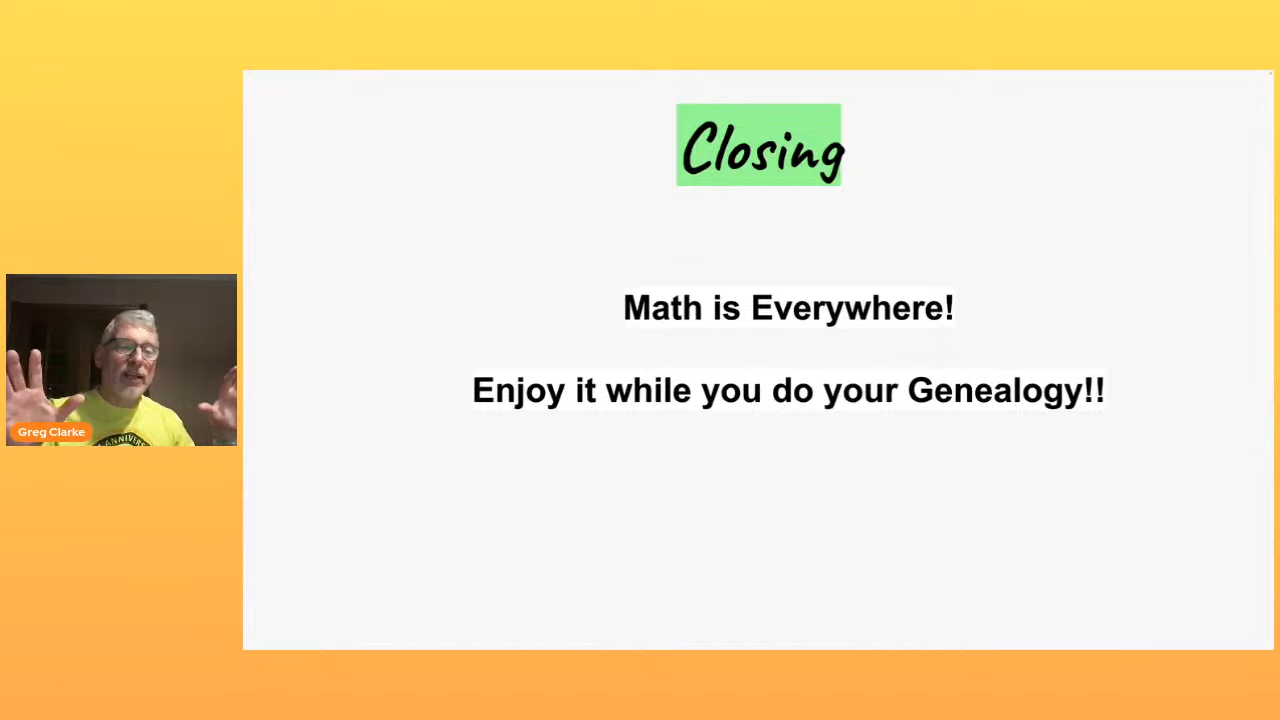 Closing
Math is Everywhere!
Enjoy it while you do your Genealogy!!
Greg Clarke